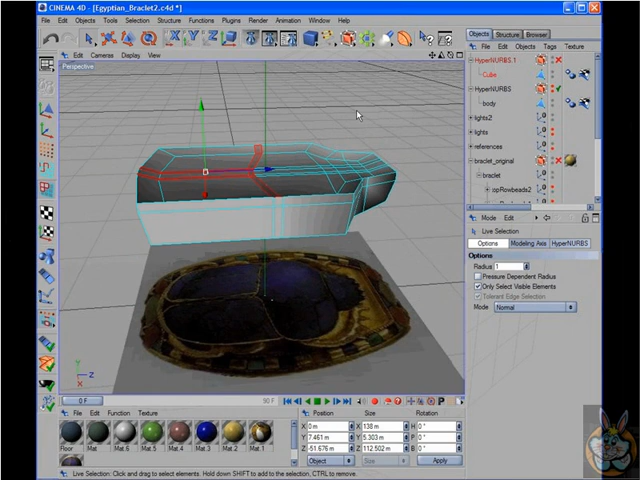 CINEMA 4D - [Egyptian_Braclet2.c4d *]
File Edit Objects Tools Selection Structure Functions Plugins Render Animation Window Help
Edit Cameras Display View
Perspective
Objects Structure Browser
File Edit Objects Tags Texture
HyperNURBS.1
Cube
HyperNURBS
body
lights2
lights
references
braclet_original
braclet
xpRowbeads2
Mode Edit
Live Selection
Options Modeling Axis HyperNURBS
Options
Radius 1
Pressure Dependent Radius
Only Select Visible Elements
Tolerant Edge Selection
Mode Normal
Y
Z
0 F 90 F
File Edit Function Texture
Floor Mat Mat.6 Mat.5 Mat.4 Mat.3 Mat.2 Mat.1
Position Size Rotation
X 0 m X 138 m H 0 °
Y 7.461 m Y 5.303 m P 0 °
Z -51.676 m Z 112.502 m B 0 °
Object Size Apply
Live Selection: Click and drag to select elements. Hold down SHIFT to add to the selection, CTRL to remove.